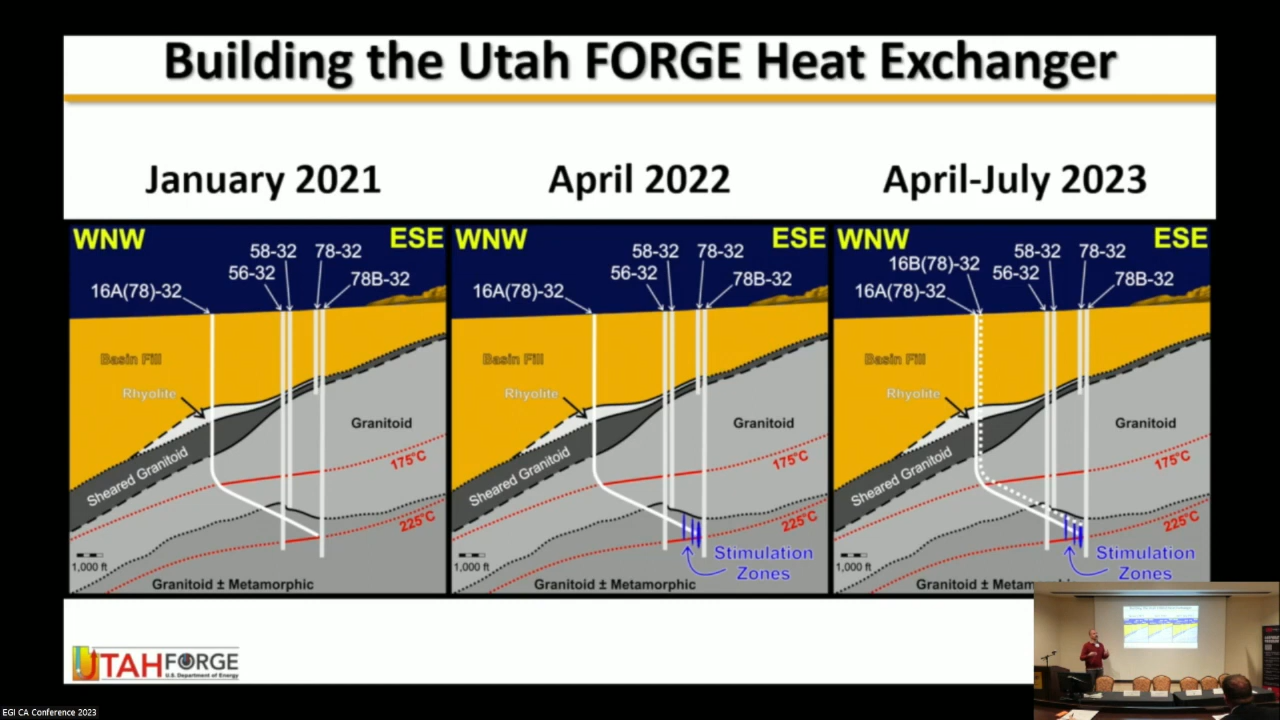 Building the Utah FORGE Heat Exchanger
January 2021
April 2022
April-July 2023
WNW
ESE
58-32
78-32
56-32
78B-32
16A(78)-32
Basin Fill
Rhyolite
Granitoid
Sheared Granitoid
175°C
225°C
1,000 ft
Granitoid ± Metamorphic
WNW
ESE
58-32
78-32
56-32
78B-32
16A(78)-32
Basin Fill
Rhyolite
Granitoid
Sheared Granitoid
175°C
225°C
Stimulation
Zones
1,000 ft
Granitoid ± Metamorphic
WNW
ESE
58-32
78-32
16B(78)-32
56-32
78B-32
16A(78)-32
Basin Fill
Rhyolite
Granitoid
Sheared Granitoid
175°C
225°C
Stimulation
Zones
1,000 ft
Granitoid ±
UTAH FORGE
U.S. Department of Energy
EGI CA Conference 2023